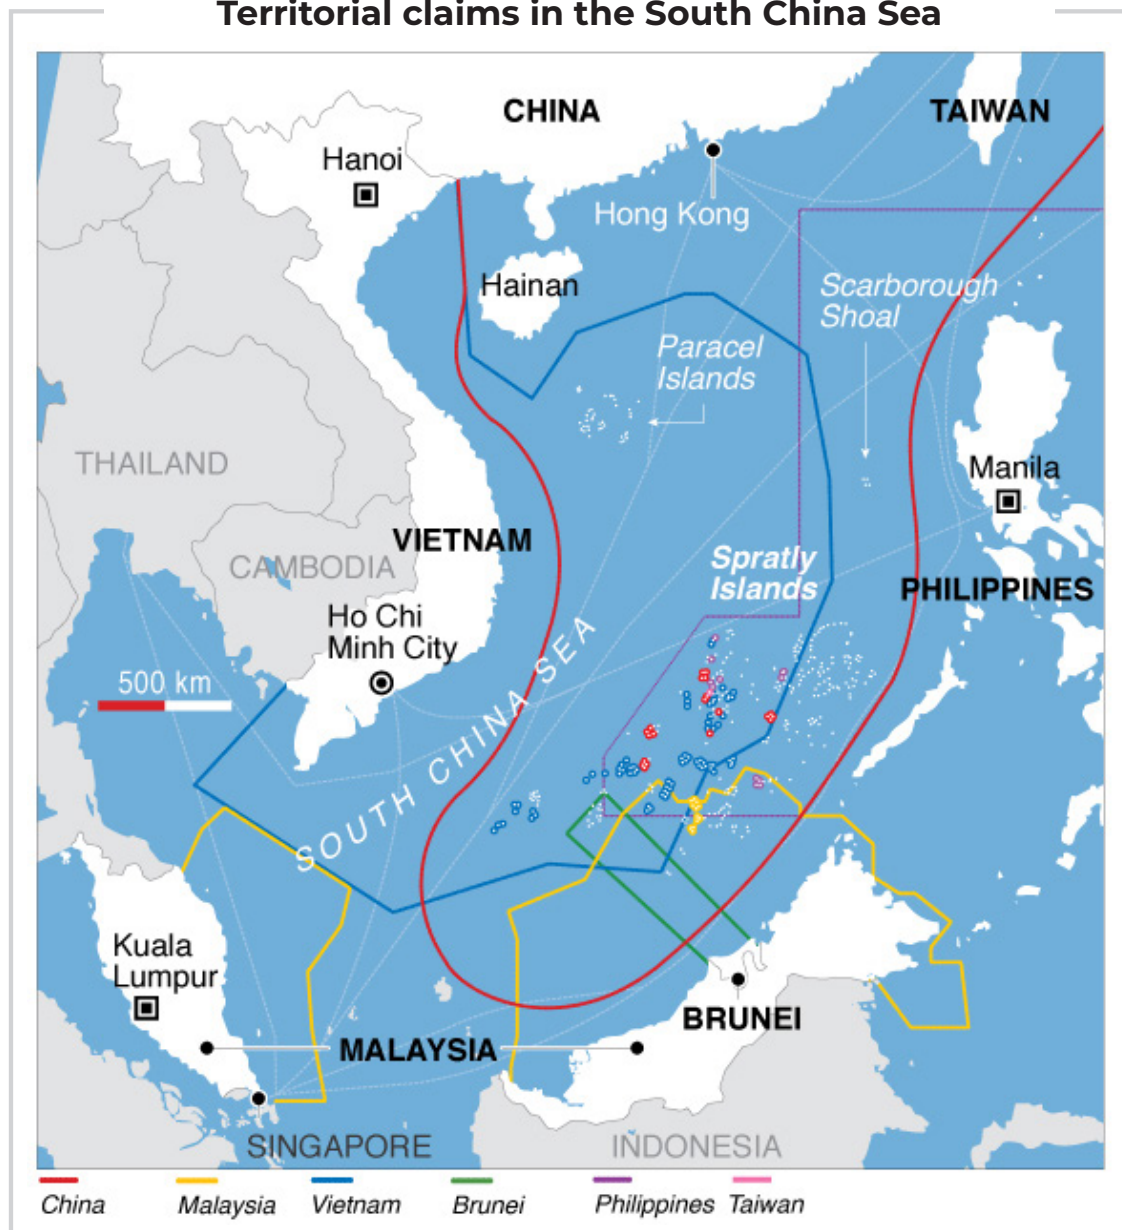 Territorial claims in the South China Sea
CHINA
TAIWAN
Hanoi
Hong Kong
Hainan
Scarborough
Shoal
Paracel
Islands
THAILAND
Manila
VIETNAM
CAMBODIA
Spratly
Islands
PHILIPPINES
Ho Chi
Minh City
500 km
SOUTH CHINA SEA
Kuala
Lumpur
BRUNEI
MALAYSIA
SINGAPORE
INDONESIA
China
Malaysia
Vietnam
Brunei
Philippines
Taiwan